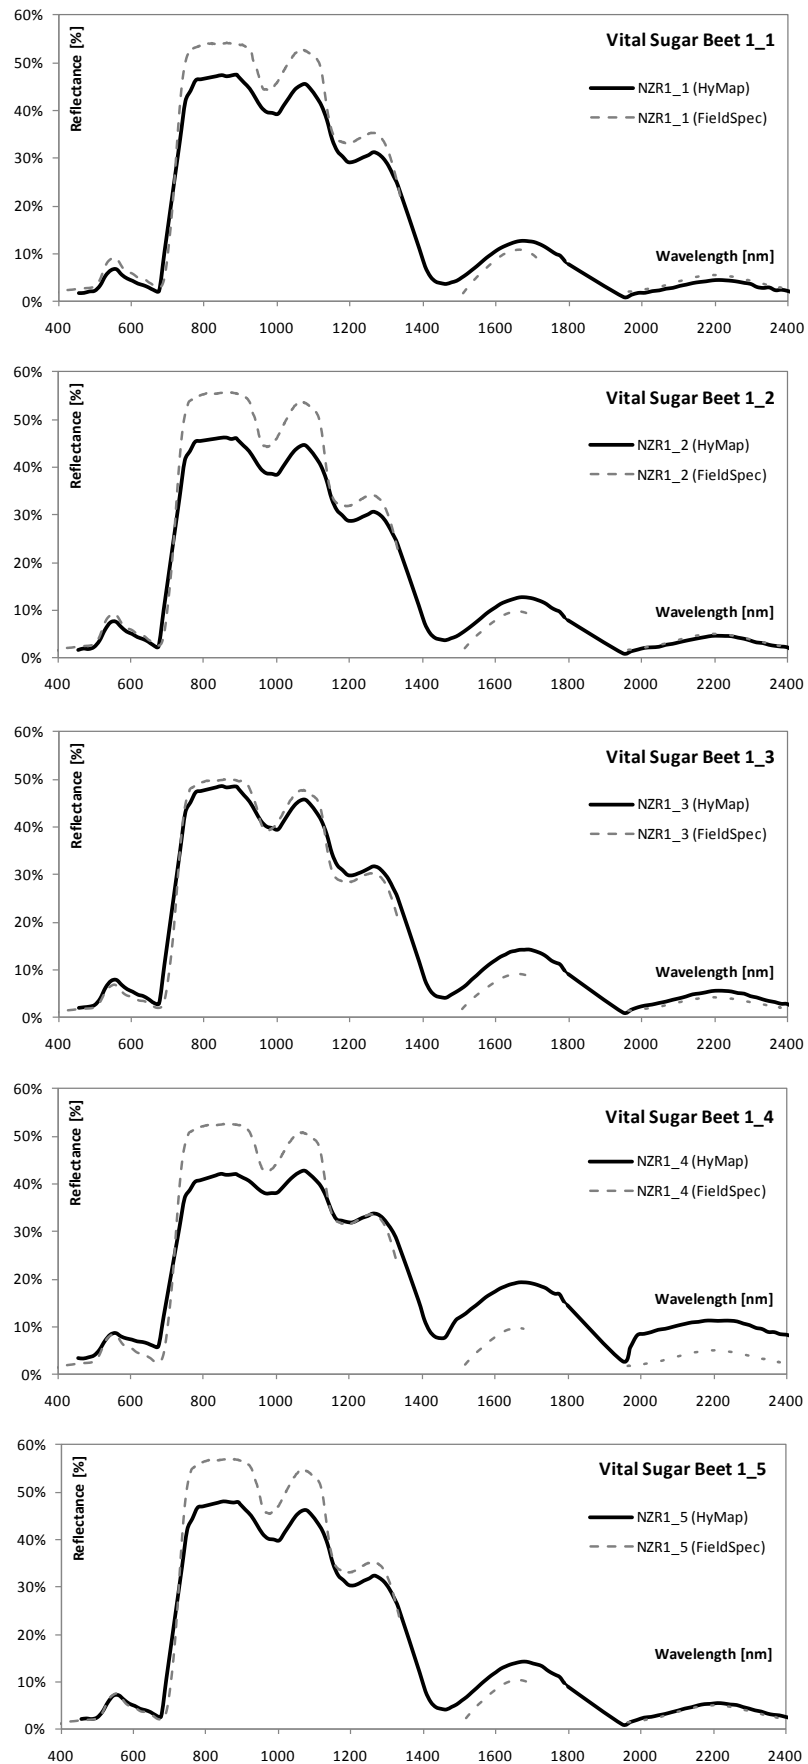 60%
Vital Sugar Beet 1_1
50%
Reflectance [%]
NZR1_1 (HyMap)
40%
NZR1_1 (FieldSpec)
30%
20%
10%
Wavelength [nm]
0%
400 600 800 1000 1200 1400 1600 1800 2000 2200 2400
60%
Vital Sugar Beet 1_2
50%
Reflectance [%]
NZR1_2 (HyMap)
40%
NZR1_2 (FieldSpec)
30%
20%
10%
Wavelength [nm]
0%
400 600 800 1000 1200 1400 1600 1800 2000 2200 2400
60%
Vital Sugar Beet 1_3
50%
Reflectance [%]
NZR1_3 (HyMap)
40%
NZR1_3 (FieldSpec)
30%
20%
10%
Wavelength [nm]
0%
400 600 800 1000 1200 1400 1600 1800 2000 2200 2400
60%
Vital Sugar Beet 1_4
50%
Reflectance [%]
NZR1_4 (HyMap)
40%
NZR1_4 (FieldSpec)
30%
20%
10%
Wavelength [nm]
0%
400 600 800 1000 1200 1400 1600 1800 2000 2200 2400
60%
Vital Sugar Beet 1_5
50%
Reflectance [%]
NZR1_5 (HyMap)
40%
NZR1_5 (FieldSpec)
30%
20%
10%
Wavelength [nm]
0%
400 600 800 1000 1200 1400 1600 1800 2000 2200 2400